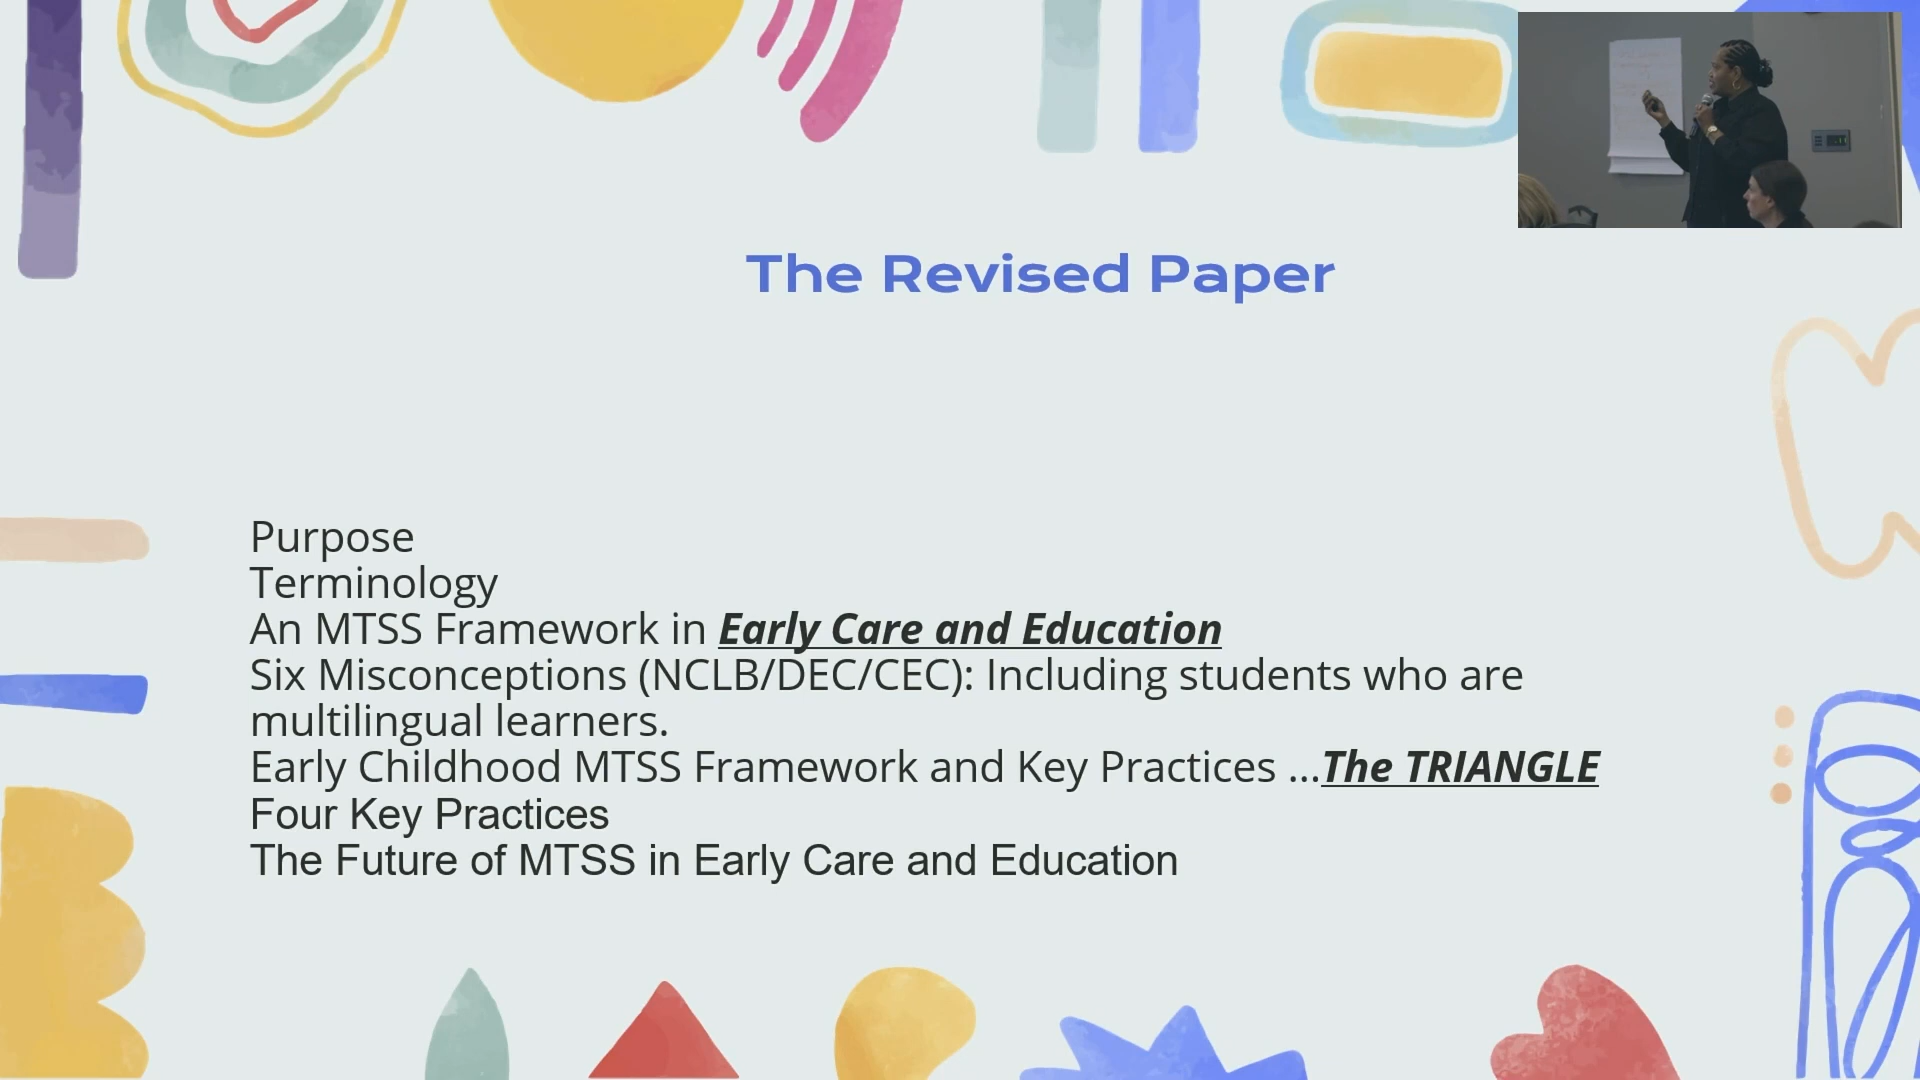 The Revised Paper
Purpose
Terminology
An MTSS Framework in Early Care and Education
Six Misconceptions (NCLB/DEC/CEC): Including students who are
multilingual learners.
Early Childhood MTSS Framework and Key Practices ...The TRIANGLE
Four Key Practices
The Future of MTSS in Early Care and Education